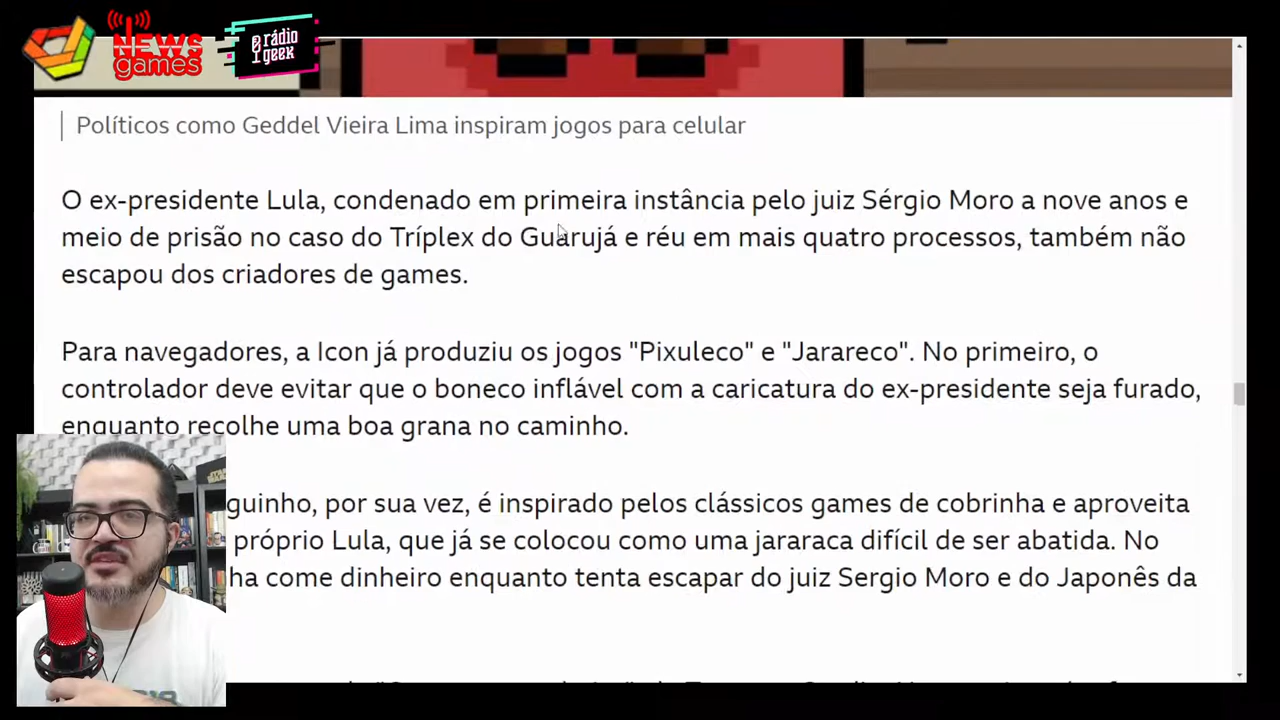 NEWS
games
rádio
geek
Políticos como Geddel Vieira Lima inspiram jogos para celular
O ex-presidente Lula, condenado em primeira instância pelo juiz Sérgio Moro a nove anos e
meio de prisão no caso do Tríplex do Guarujá e réu em mais quatro processos, também não
escapou dos criadores de games.
Para navegadores, a Icon já produziu os jogos "Pixuleco" e "Jarareco". No primeiro, o
controlador deve evitar que o boneco inflável com a caricatura do ex-presidente seja furado,
enquanto recolhe uma boa grana no caminho.
guinho, por sua vez, é inspirado pelos clássicos games de cobrinha e aproveita
próprio Lula, que já se colocou como uma jararaca difícil de ser abatida. No
ha come dinheiro enquanto tenta escapar do juiz Sergio Moro e do Japonês da